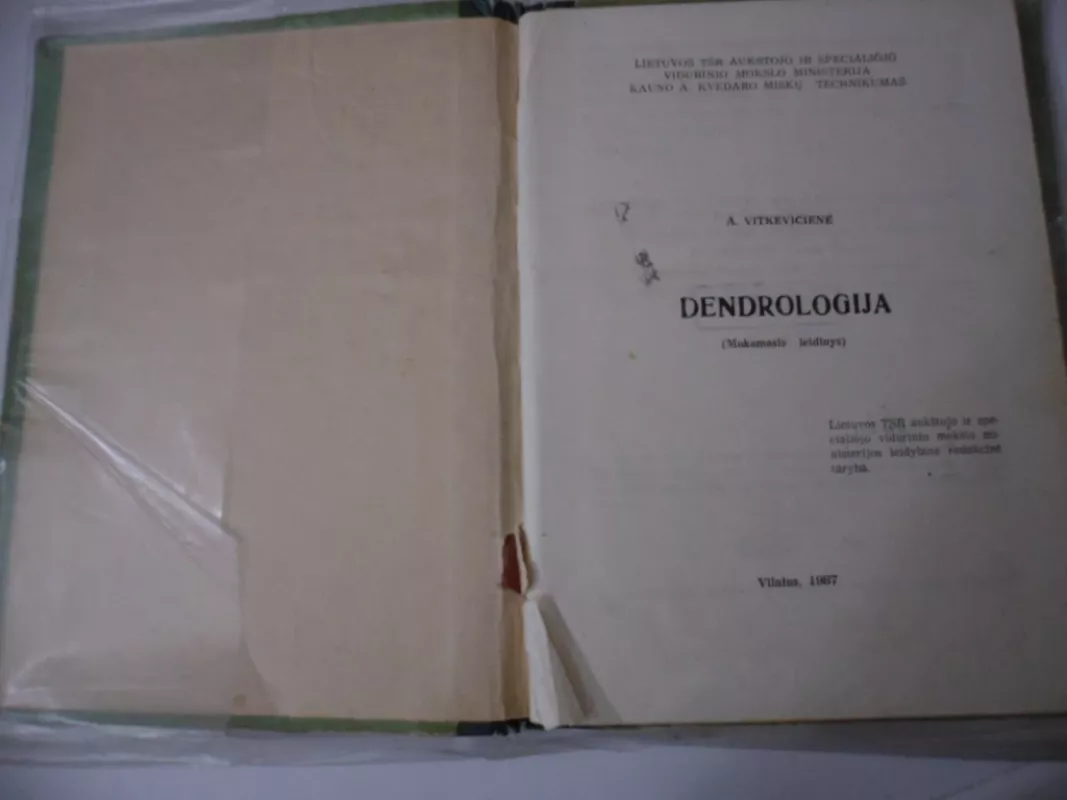 LIETUVOS TSR AUKŠTOJO IR SPECIALIOJO
VIDURINIO MOKSLO MINISTERIJA
KAUNO A. KVEDARO MIŠKŲ TECHNIKUMAS
A. VITKEVIČIENĖ
DENDROLOGIJA
(Mokomasis leidinys)
Lietuvos TSR aukštojo ir spe-
cialiojo vidurinio mokslo mi-
nisterijos leidybinė redakcinė
taryba.
Vilnius, 1987